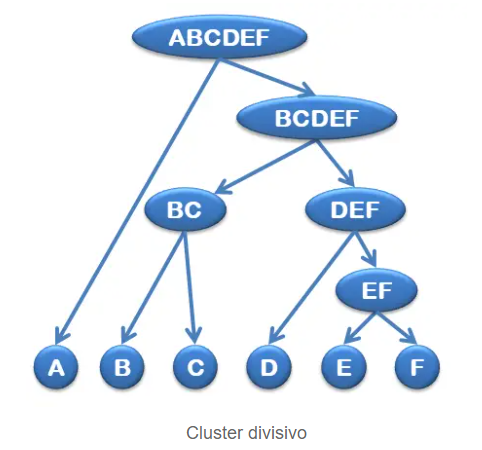 ABCDEF
BCDEF
BC DEF
EF
A B C D E F
Cluster divisivo